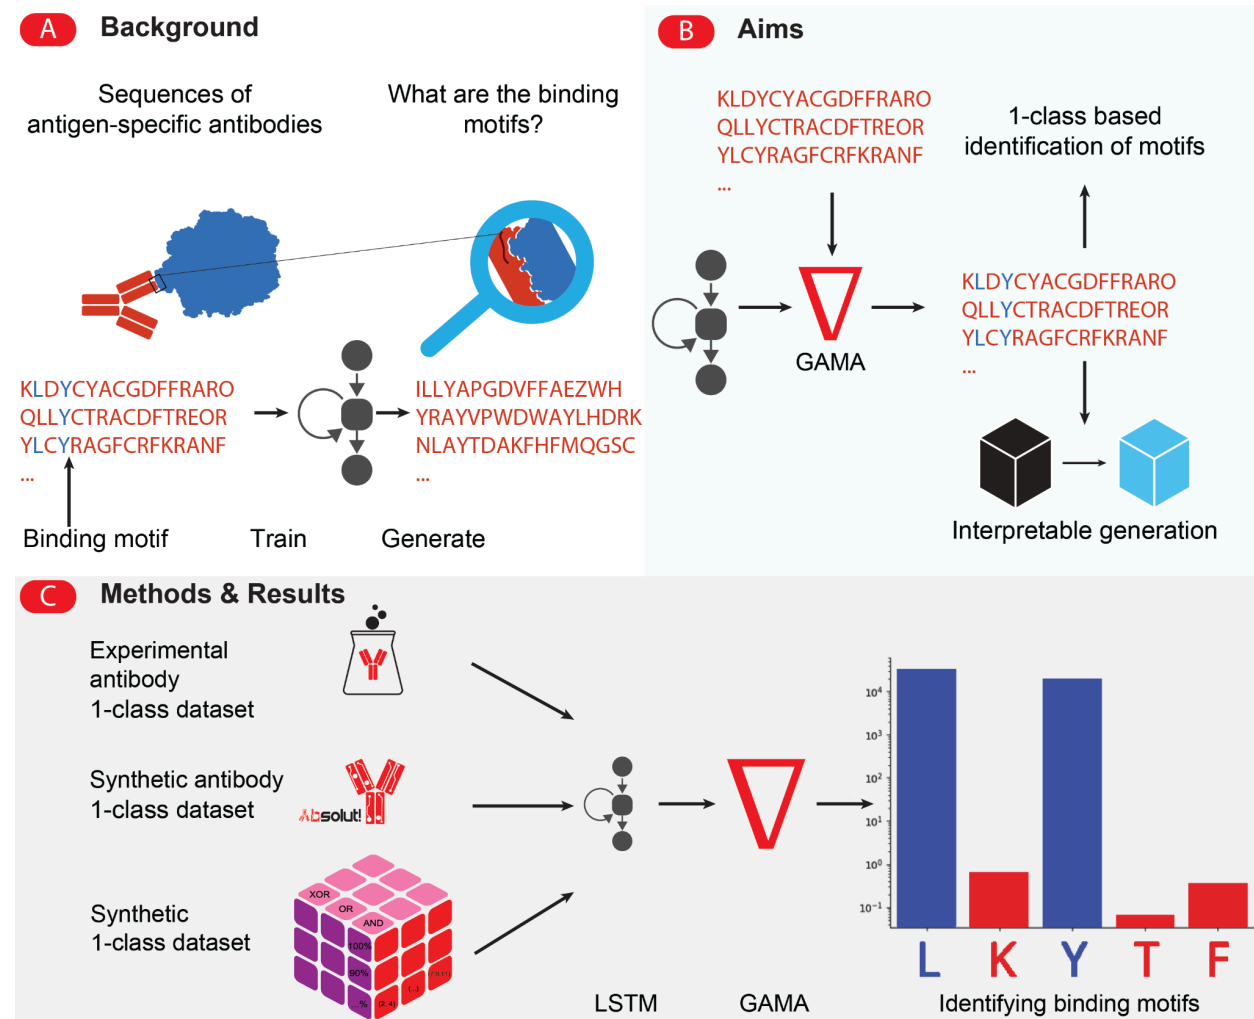 A Background
Sequences of
antigen-specific antibodies
What are the binding
motifs?
KLDYCYACGDFFRARO
QLLYCTRACDFTREOR
YLCYRAGFCRFKRANF
...
ILLYAPGDVFFAEZWH
YRAYVPWDWAYLHDRK
NLAYTDAKFHFMQGSC
...
Binding motif
Train
Generate
B Aims
KLDYCYACGDFFRARO
QLLYCTRACDFTREOR
YLCYRAGFCRFKRANF
...
GAMA
1-class based
identification of motifs
KLDYCYACGDFFRARO
QLLYCTRACDFTREOR
YLCYRAGFCRFKRANF
...
Interpretable generation
C Methods & Results
Experimental
antibody
1-class dataset
Synthetic antibody
1-class dataset
Absolut!
Synthetic
1-class dataset
XOR
OR
AND
100%
90%
...%
(2, 4)
(...)
LSTM
GAMA
10⁴
10³
10²
10¹
10⁰
10⁻¹
L K Y T F
Identifying binding motifs